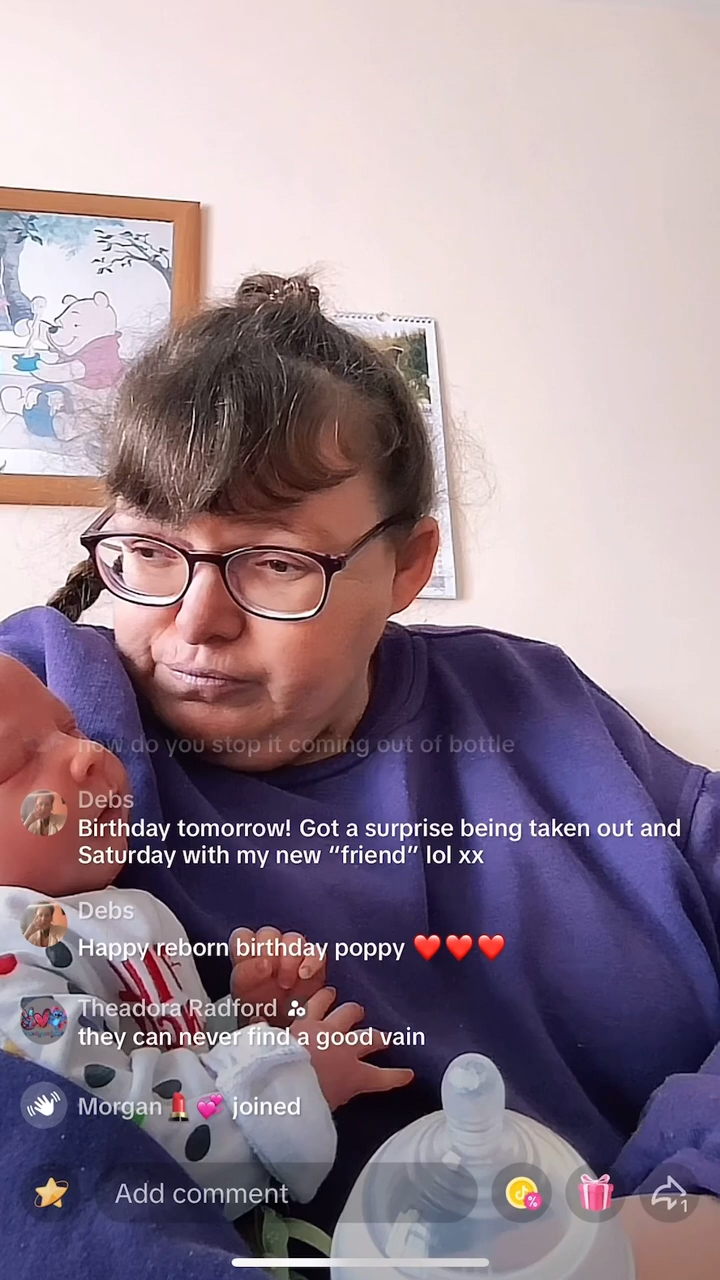 how do you stop it coming out of bottle
Debs
Birthday tomorrow! Got a surprise being taken out and
Saturday with my new “friend” lol xx
Debs
Happy reborn birthday poppy ❤️❤️❤️
Theadora Radford
they can never find a good vain
Morgan 💄 💞 joined
Add comment
1